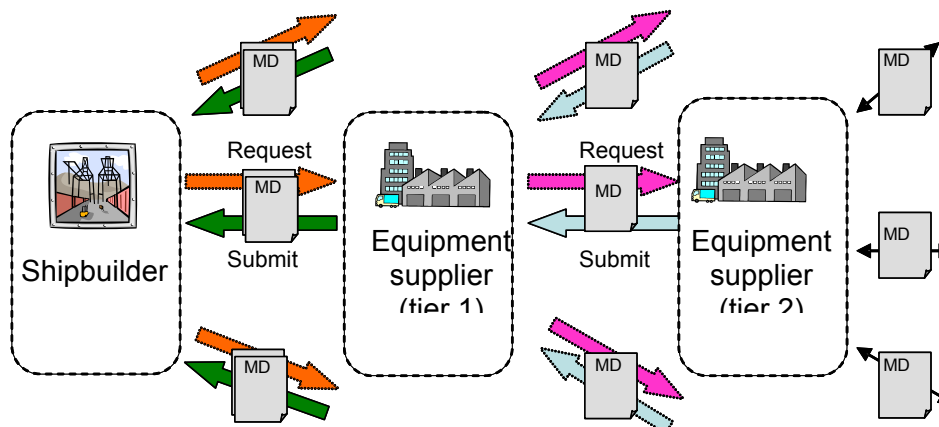 MD
MD
MD
Request
Request
MD
MD
MD
Submit
Submit
Shipbuilder
Equipment
supplier
(tier 1)
Equipment
supplier
(tier 2)
MD
MD
MD